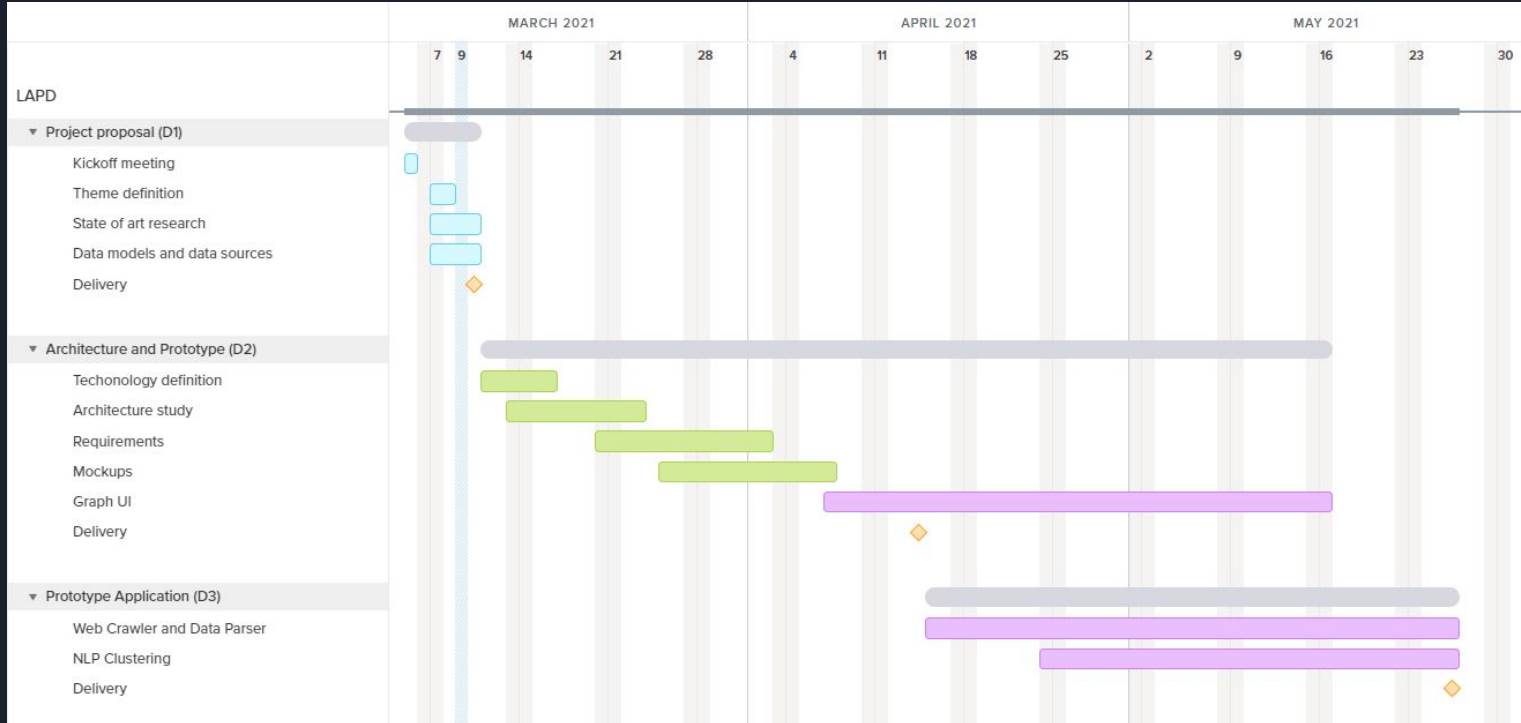 MARCH 2021 APRIL 2021 MAY 2021
7 9 14 21 28 4 11 18 25 2 9 16 23 30
LAPD
Project proposal (D1)
Kickoff meeting
Theme definition
State of art research
Data models and data sources
Delivery
Architecture and Prototype (D2)
Techonology definition
Architecture study
Requirements
Mockups
Graph UI
Delivery
Prototype Application (D3)
Web Crawler and Data Parser
NLP Clustering
Delivery